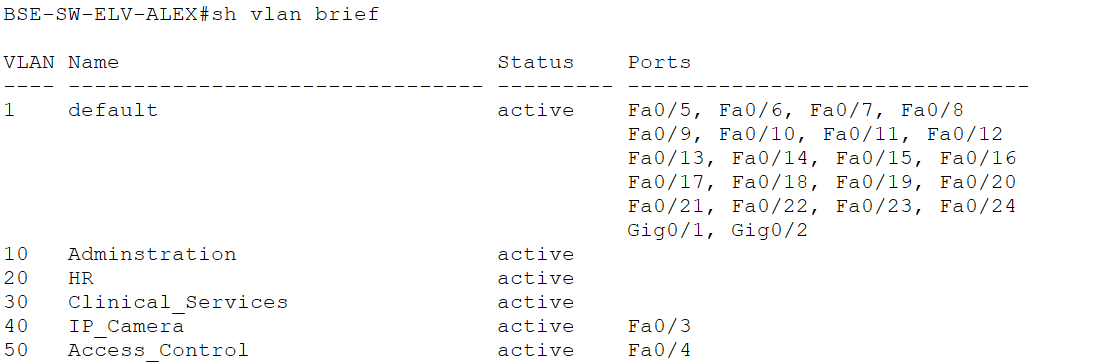 BSE-SW-ELV-ALEX#sh vlan brief
VLAN Name Status Ports
---- -------------------------------- --------- -------------------------------
1 default active Fa0/5, Fa0/6, Fa0/7, Fa0/8
Fa0/9, Fa0/10, Fa0/11, Fa0/12
Fa0/13, Fa0/14, Fa0/15, Fa0/16
Fa0/17, Fa0/18, Fa0/19, Fa0/20
Fa0/21, Fa0/22, Fa0/23, Fa0/24
Gig0/1, Gig0/2
10 Adminstration active
20 HR active
30 Clinical_Services active
40 IP_Camera active Fa0/3
50 Access_Control active Fa0/4